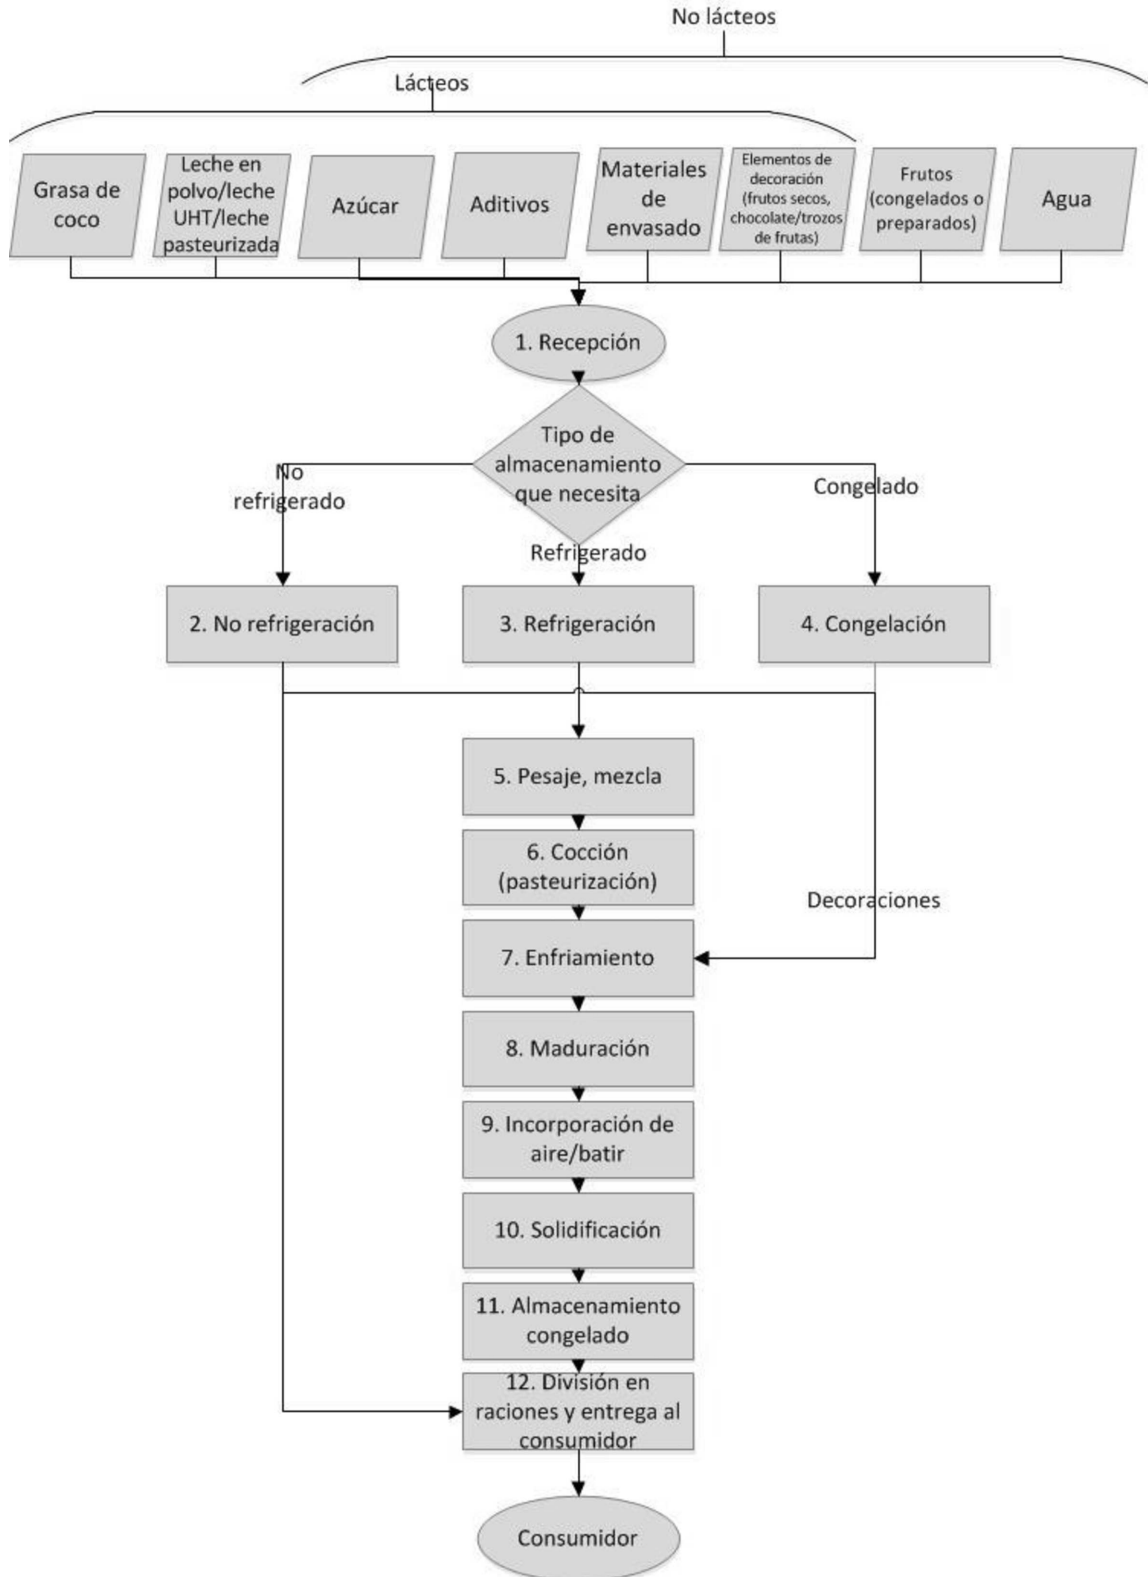 No lácteos
Lácteos
Grasa de
coco
Leche en
polvo/leche
UHT/leche
pasteurizada
Azúcar
Aditivos
Materiales
de
envasado
Elementos de
decoración
(frutos secos,
chocolate/trozos
de frutas)
Frutos
(congelados o
preparados)
Agua
1. Recepción
Tipo de
almacenamiento
que necesita
No
refrigerado
Refrigerado
Congelado
2. No refrigeración
3. Refrigeración
4. Congelación
5. Pesaje, mezcla
6. Cocción
(pasteurización)
Decoraciones
7. Enfriamiento
8. Maduración
9. Incorporación de
aire/batir
10. Solidificación
11. Almacenamiento
congelado
12. División en
raciones y entrega al
consumidor
Consumidor